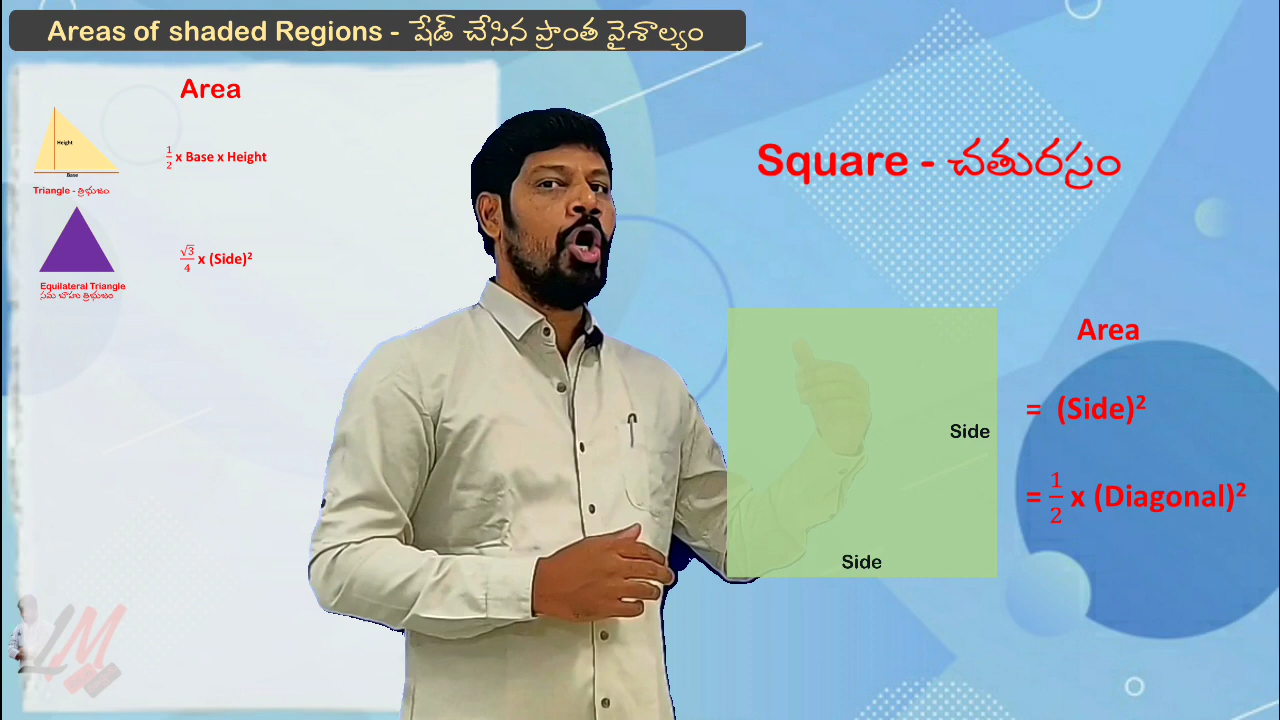 Areas of shaded Regions - షేడ్ చేసిన ప్రాంత వైశాల్యం
Area
Height
Base
1/2 x Base x Height
Triangle - త్రిభుజం
√3/4 x (Side)²
Equilateral Triangle
సమ బాహు త్రిభుజం
Square - చతురస్రం
Side
Side
Area
= (Side)²
= 1/2 x (Diagonal)²
LM